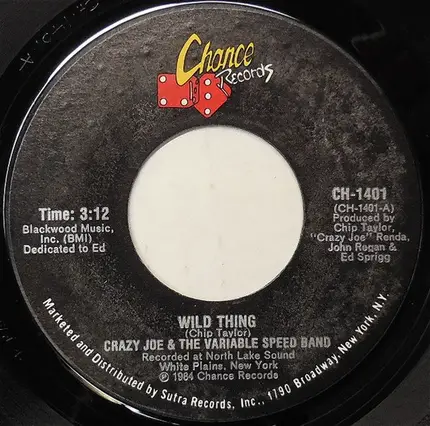 Chance
Records
Time: 3:12
Blackwood Music,
Inc. (BMI)
Dedicated to Ed
CH-1401
(CH-1401-A)
Produced by
Chip Taylor,
"Crazy Joe" Renda,
John Regan &
Ed Sprigg
WILD THING
(Chip Taylor)
CRAZY JOE & THE VARIABLE SPEED BAND
Recorded at North Lake Sound
White Plains, New York
℗ 1984 Chance Records
Marketed and Distributed by Sutra Records, Inc., 1790 Broadway, New York, N.Y.